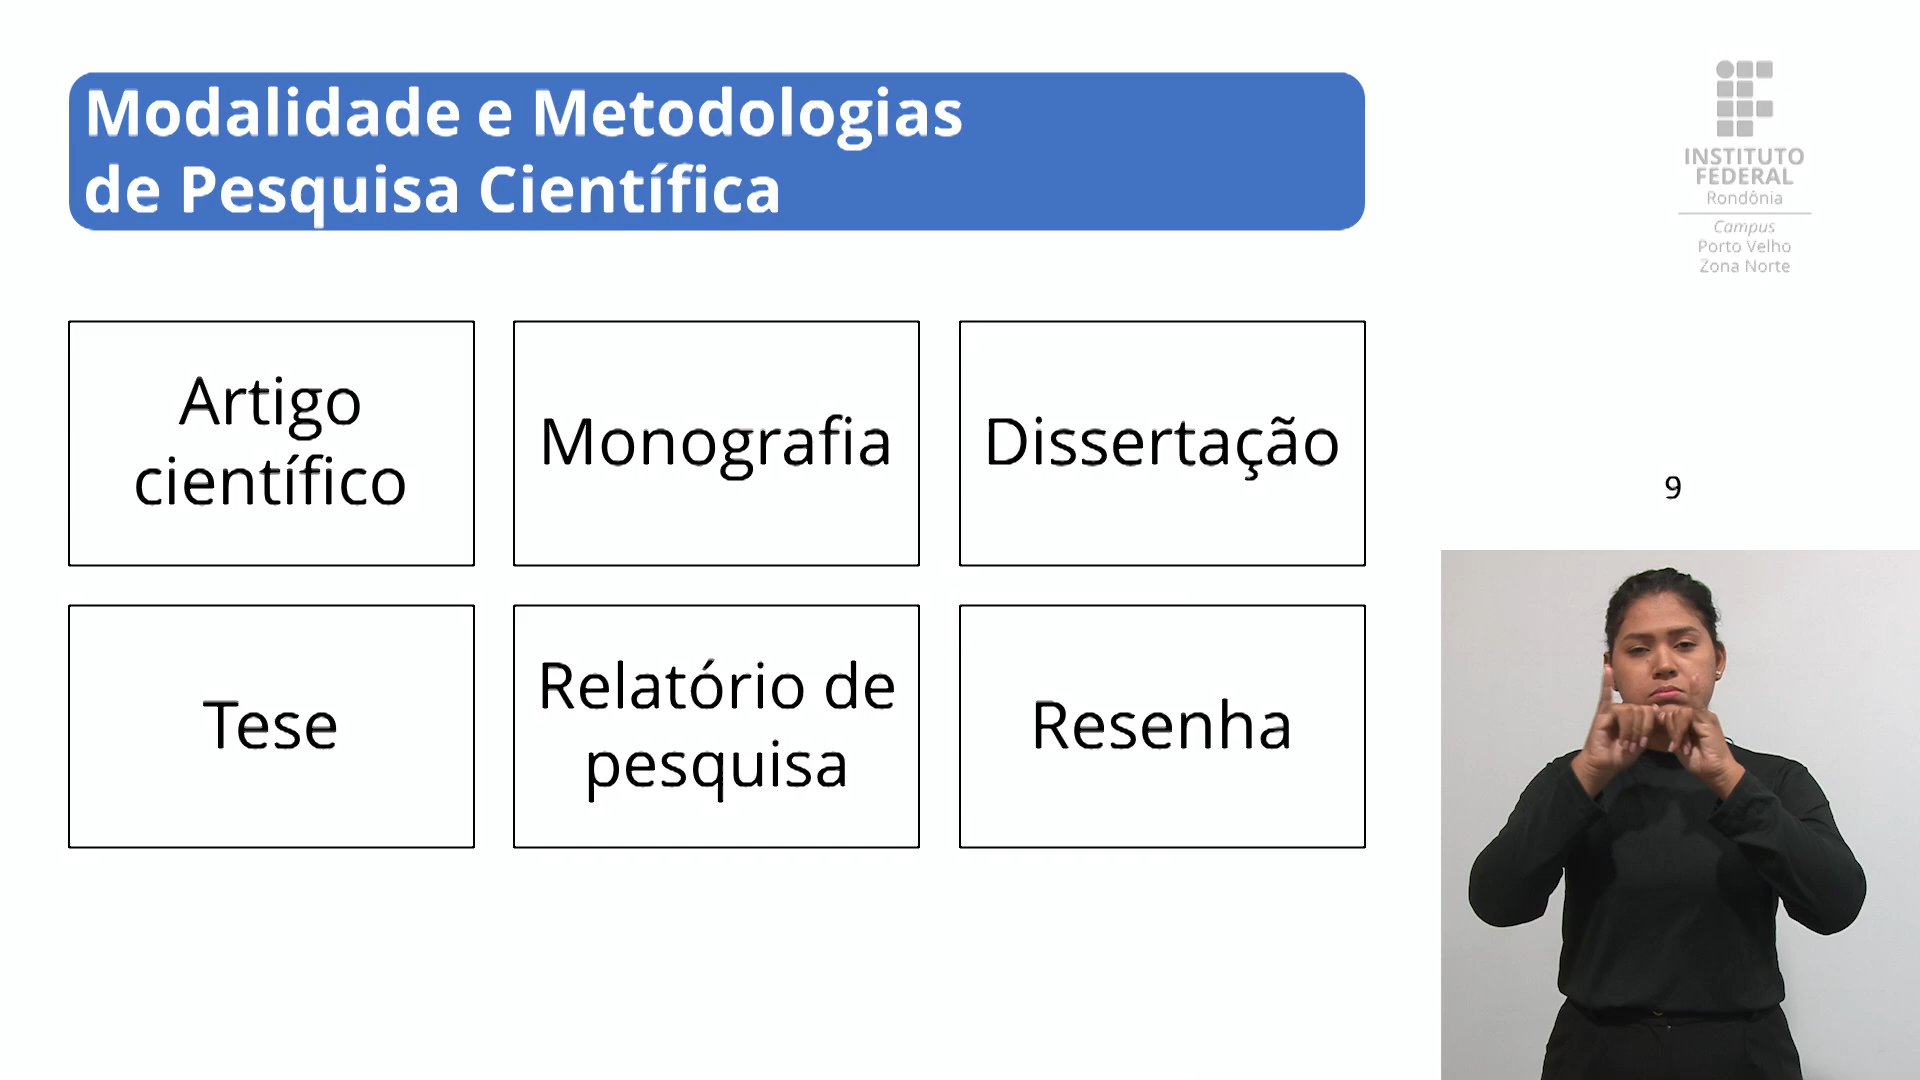 Modalidade e Metodologias
de Pesquisa Científica
INSTITUTO
FEDERAL
Rondônia
Campus
Porto Velho
Zona Norte
Artigo
científico
Monografia
Dissertação
9
Tese
Relatório de
pesquisa
Resenha